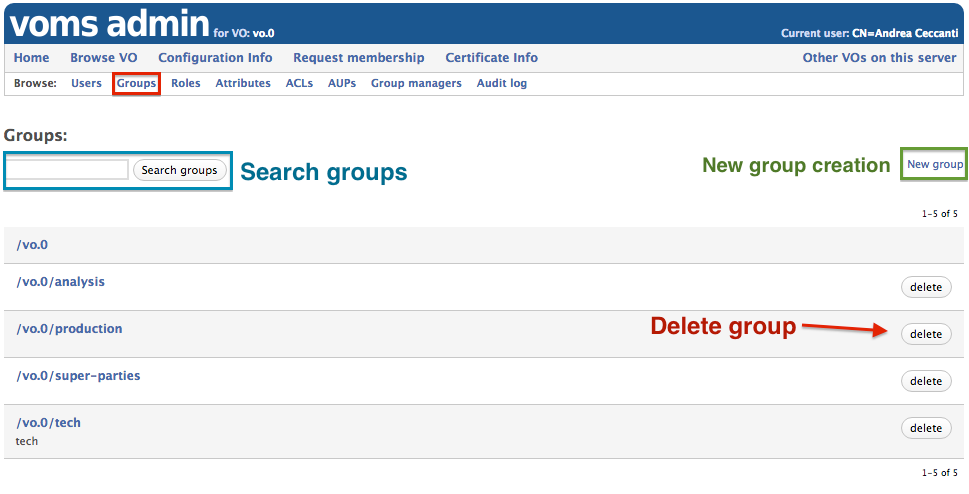 voms admin for VO: vo.0 Current user: CN=Andrea Ceccanti
Home Browse VO Configuration Info Request membership Certificate Info Other VOs on this server
Browse: Users Groups Roles Attributes ACLs AUPs Group managers Audit log
Groups:
Search groups Search groups New group creation New group
1-5 of 5
/vo.0
/vo.0/analysis delete
/vo.0/production Delete group delete
/vo.0/super-parties delete
/vo.0/tech delete
tech
1-5 of 5